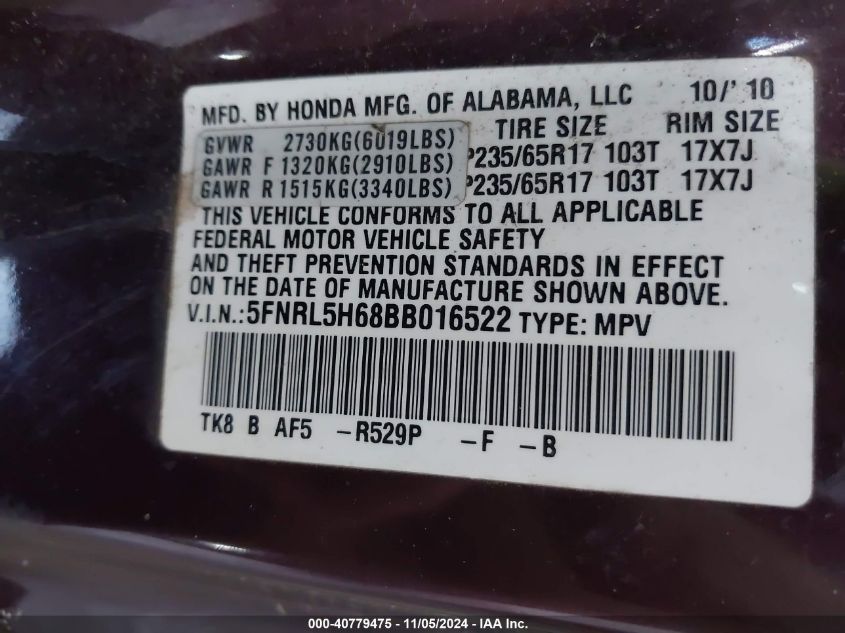 MFD. BY HONDA MFG. OF ALABAMA, LLC 10/'10
TIRE SIZE RIM SIZE
GVWR 2730KG(6019LBS)
GAWR F 1320KG(2910LBS) P235/65R17 103T 17X7J
GAWR R 1515KG(3340LBS) P235/65R17 103T 17X7J
THIS VEHICLE CONFORMS TO ALL APPLICABLE
FEDERAL MOTOR VEHICLE SAFETY
AND THEFT PREVENTION STANDARDS IN EFFECT
ON THE DATE OF MANUFACTURE SHOWN ABOVE.
V.I.N.:5FNRL5H68BB016522 TYPE: MPV
TK8 B AF5 -R529P -F -B
000-40779475 - 11/05/2024 - IAA Inc.